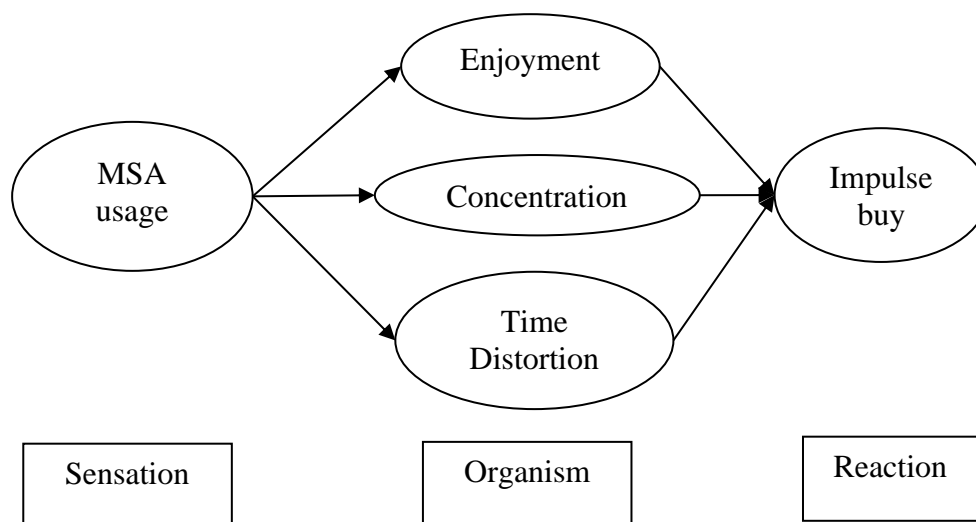 Enjoyment
MSA
usage
Concentration
Impulse
buy
Time
Distortion
Sensation
Organism
Reaction